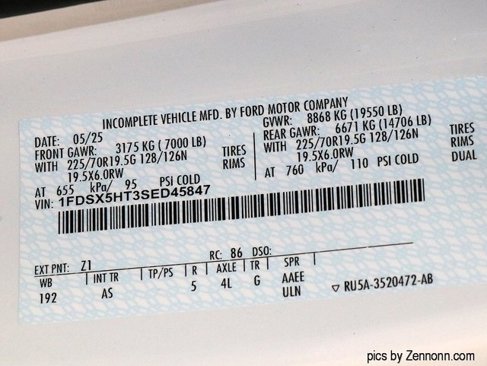 INCOMPLETE VEHICLE MFD. BY FORD MOTOR COMPANY
DATE: 05/25 GVWR: 8868 KG (19550 LB)
FRONT GAWR: 3175 KG ( 7000 LB) REAR GAWR: 6671 KG (14706 LB)
WITH 225/70R19.5G 128/126N TIRES WITH 225/70R19.5G 128/126N TIRES
19.5X6.0RW RIMS 19.5X6.0RW RIMS
AT 655 kPa/ 95 PSI COLD AT 760 kPa/ 110 PSI COLD DUAL
VIN: 1FDSX5HT3SED45847
EXT PNT: Z1 RC: 86 DSO:
WB INT TR TP/PS R AXLE TR SPR
192 AS 5 4L G AAEE
ULN ▽ RU5A-3520472-AB
pics by Zennonn.com